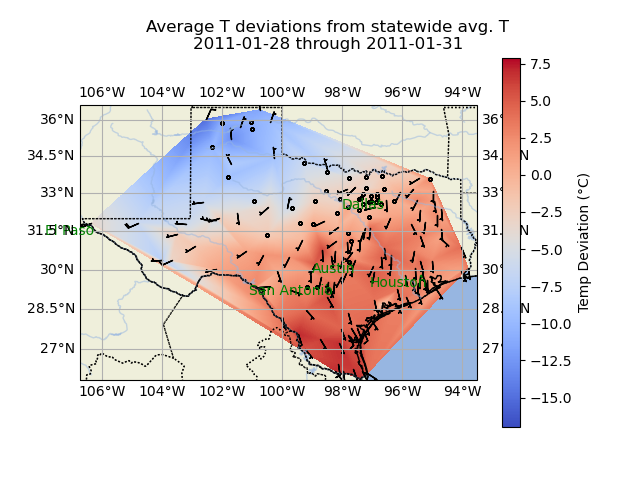 Average T deviations from statewide avg. T
2011-01-28 through 2011-01-31
106°W 104°W 102°W 100°W 98°W 96°W 94°W
36°N 36°
34.5°N 34. N
33°N 33°
31.5°N 31.5°
30°N 30°
28.5°N 28. N
27°N 27°
El Paso
Dallas
Austin
San Antonio
Houston
106°W 104°W 102°W 100°W 98°W 96°W 94°W
7.5
5.0
2.5
0.0
−2.5
−5.0
−7.5
−10.0
−12.5
−15.0
Temp Deviation (°C)